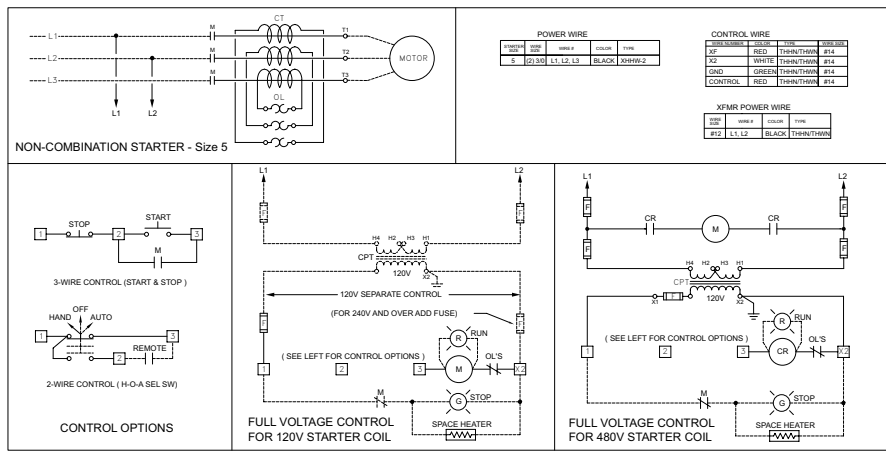 CT
L1
M
T1
L2
M
T2
MOTOR
L3
M
T3
OL
L1 L2
NON-COMBINATION STARTER - Size 5
POWER WIRE
STARTER SIZE WIRE SIZE WIRE # COLOR TYPE
5 (2) 3/0 L1, L2, L3 BLACK XHHW-2
CONTROL WIRE
WIRE NUMBER COLOR TYPE WIRE SIZE
XF RED THHN/THWN #14
X2 WHITE THHN/THWN #14
GND GREEN THHN/THWN #14
CONTROL RED THHN/THWN #14
XFMR POWER WIRE
WIRE SIZE WIRE # COLOR TYPE
#12 L1, L2 BLACK THHN/THWN
STOP START
1 2 3
M
3-WIRE CONTROL (START & STOP )
OFF
HAND AUTO
1 3
REMOTE
2
2-WIRE CONTROL ( H-O-A SEL SW)
CONTROL OPTIONS
L1 L2
F F
H4 H2 H3 H1
CPT
120V
X2
120V SEPARATE CONTROL
(FOR 240V AND OVER ADD FUSE)
F F
R RUN
( SEE LEFT FOR CONTROL OPTIONS )
OL'S
1 2 3 M X2
M
G STOP
SPACE HEATER
FULL VOLTAGE CONTROL
FOR 120V STARTER COIL
L1 L2
F F
CR M CR
F F
H4 H2 H3 H1
CPT
X1 F 120V X2
R RUN
( SEE LEFT FOR CONTROL OPTIONS )
OL'S
1 2 3 CR X2
M
G STOP
SPACE HEATER
FULL VOLTAGE CONTROL
FOR 480V STARTER COIL